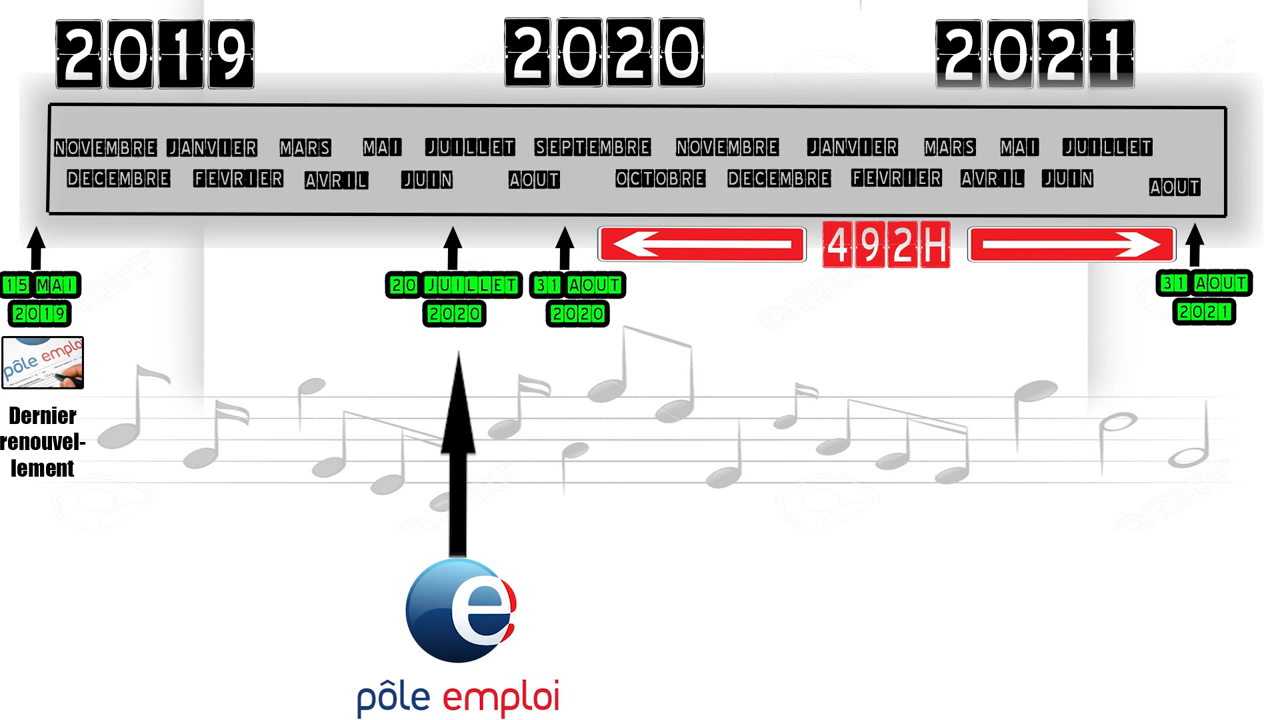 2019 2020 2021
NOVEMBRE JANVIER MARS MAI JUILLET SEPTEMBRE NOVEMBRE JANVIER MARS MAI JUILLET
DECEMBRE FEVRIER AVRIL JUIN AOUT OCTOBRE DECEMBRE FEVRIER AVRIL JUIN AOUT
492H
15 MAI
2019
20 JUILLET
2020
31 AOUT
2020
31 AOUT
2021
pôle emploi
Dernier
renouvel-
lement
e
pôle emploi